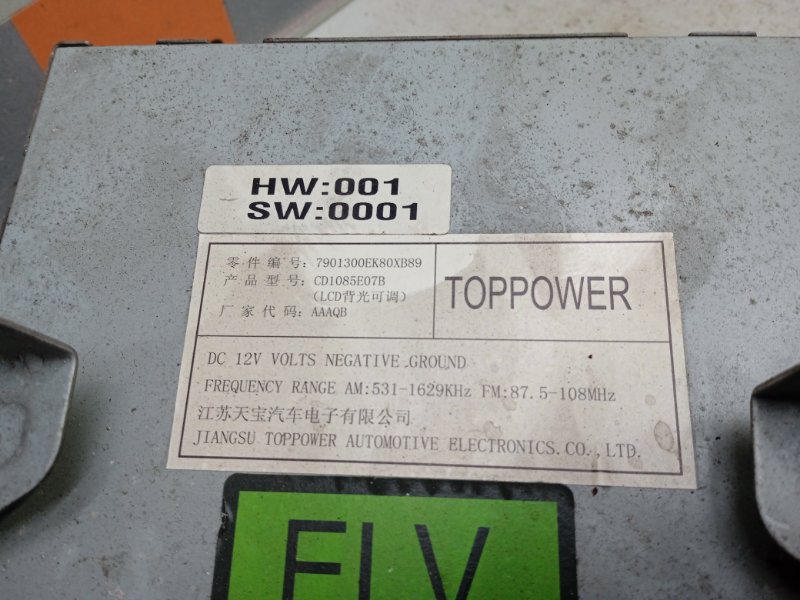 HW:001
SW:0001
零件编号: 7901300EK80XB89
产品型号: CD1085E07B
(LCD背光可调)
厂家代码: AAAQB
TOPPOWER
DC 12V VOLTS NEGATIVE GROUND
FREQUENCY RANGE AM:531-1629KHz FM:87.5-108MHz
江苏天宝汽车电子有限公司
JIANGSU TOPPOWER AUTOMOTIVE ELECTRONICS.CO.,LTD.
ELV